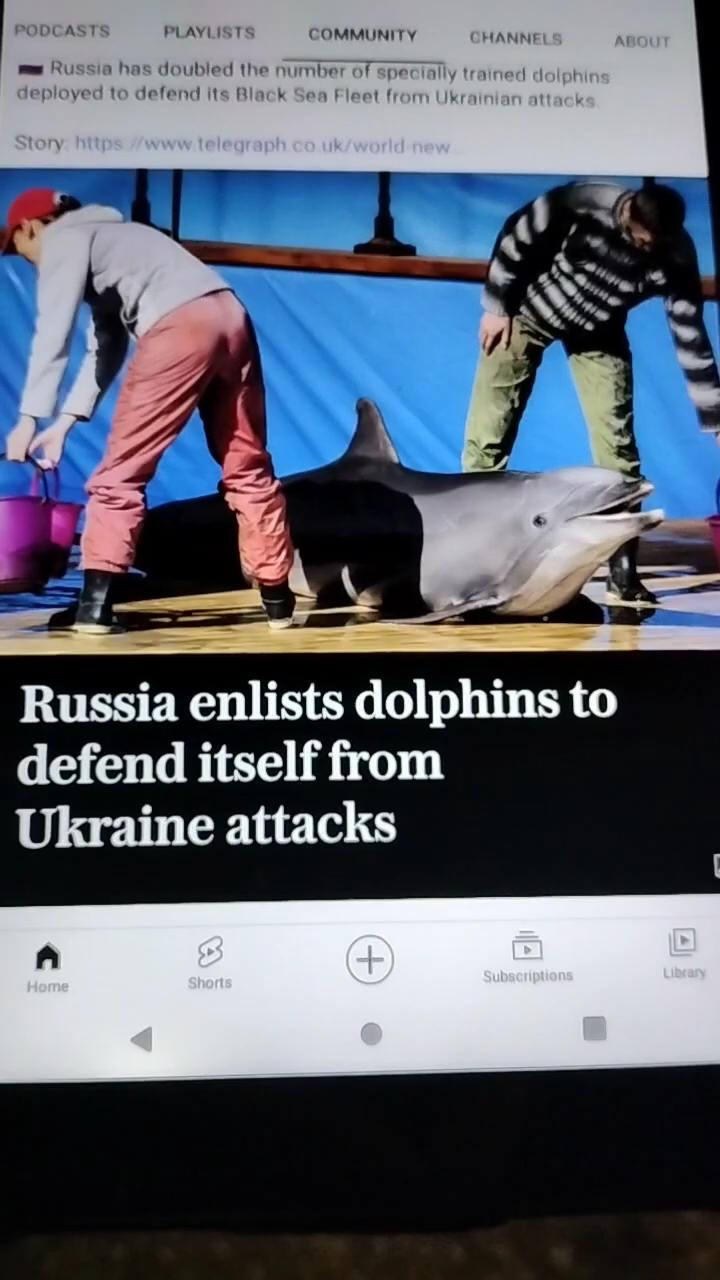 PODCASTS PLAYLISTS COMMUNITY CHANNELS ABOUT
Russia has doubled the number of specially trained dolphins
deployed to defend its Black Sea Fleet from Ukrainian attacks.
Story: https://www.telegraph.co.uk/world-new...
Russia enlists dolphins to
defend itself from
Ukraine attacks
Home Shorts Subscriptions Library